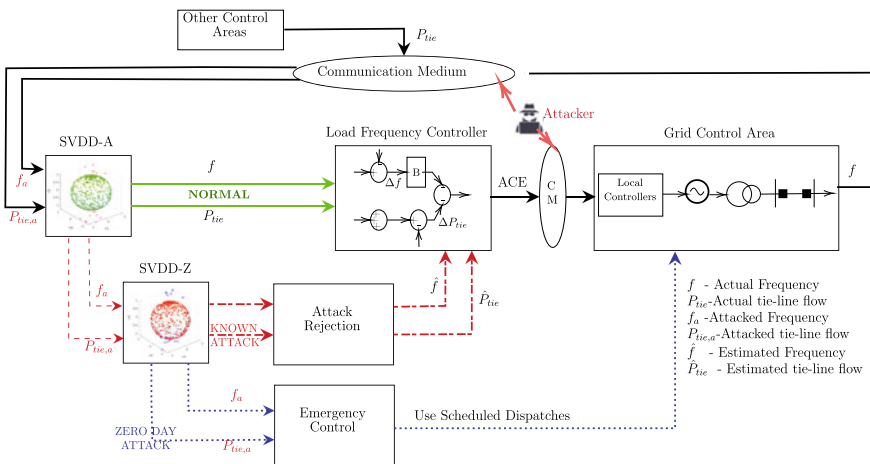 Other Control
Areas
P_tie
Communication Medium
Attacker
SVDD-A
f_a
P_tie,a
f
NORMAL
P_tie
Load Frequency Controller
Δf
B
ΔP_tie
ACE
C
M
Grid Control Area
Local
Controllers
f
SVDD-Z
f_a
P_tie,a
KNOWN
ATTACK
Attack
Rejection
f̂
P̂_tie
f - Actual Frequency
P_tie-Actual tie-line flow
f_a -Attacked Frequency
P_tie,a-Attacked tie-line flow
f̂ - Estimated Frequency
P̂_tie - Estimated tie-line flow
ZERO DAY
ATTACK
f_a
P_tie,a
Emergency
Control
Use Scheduled Dispatches